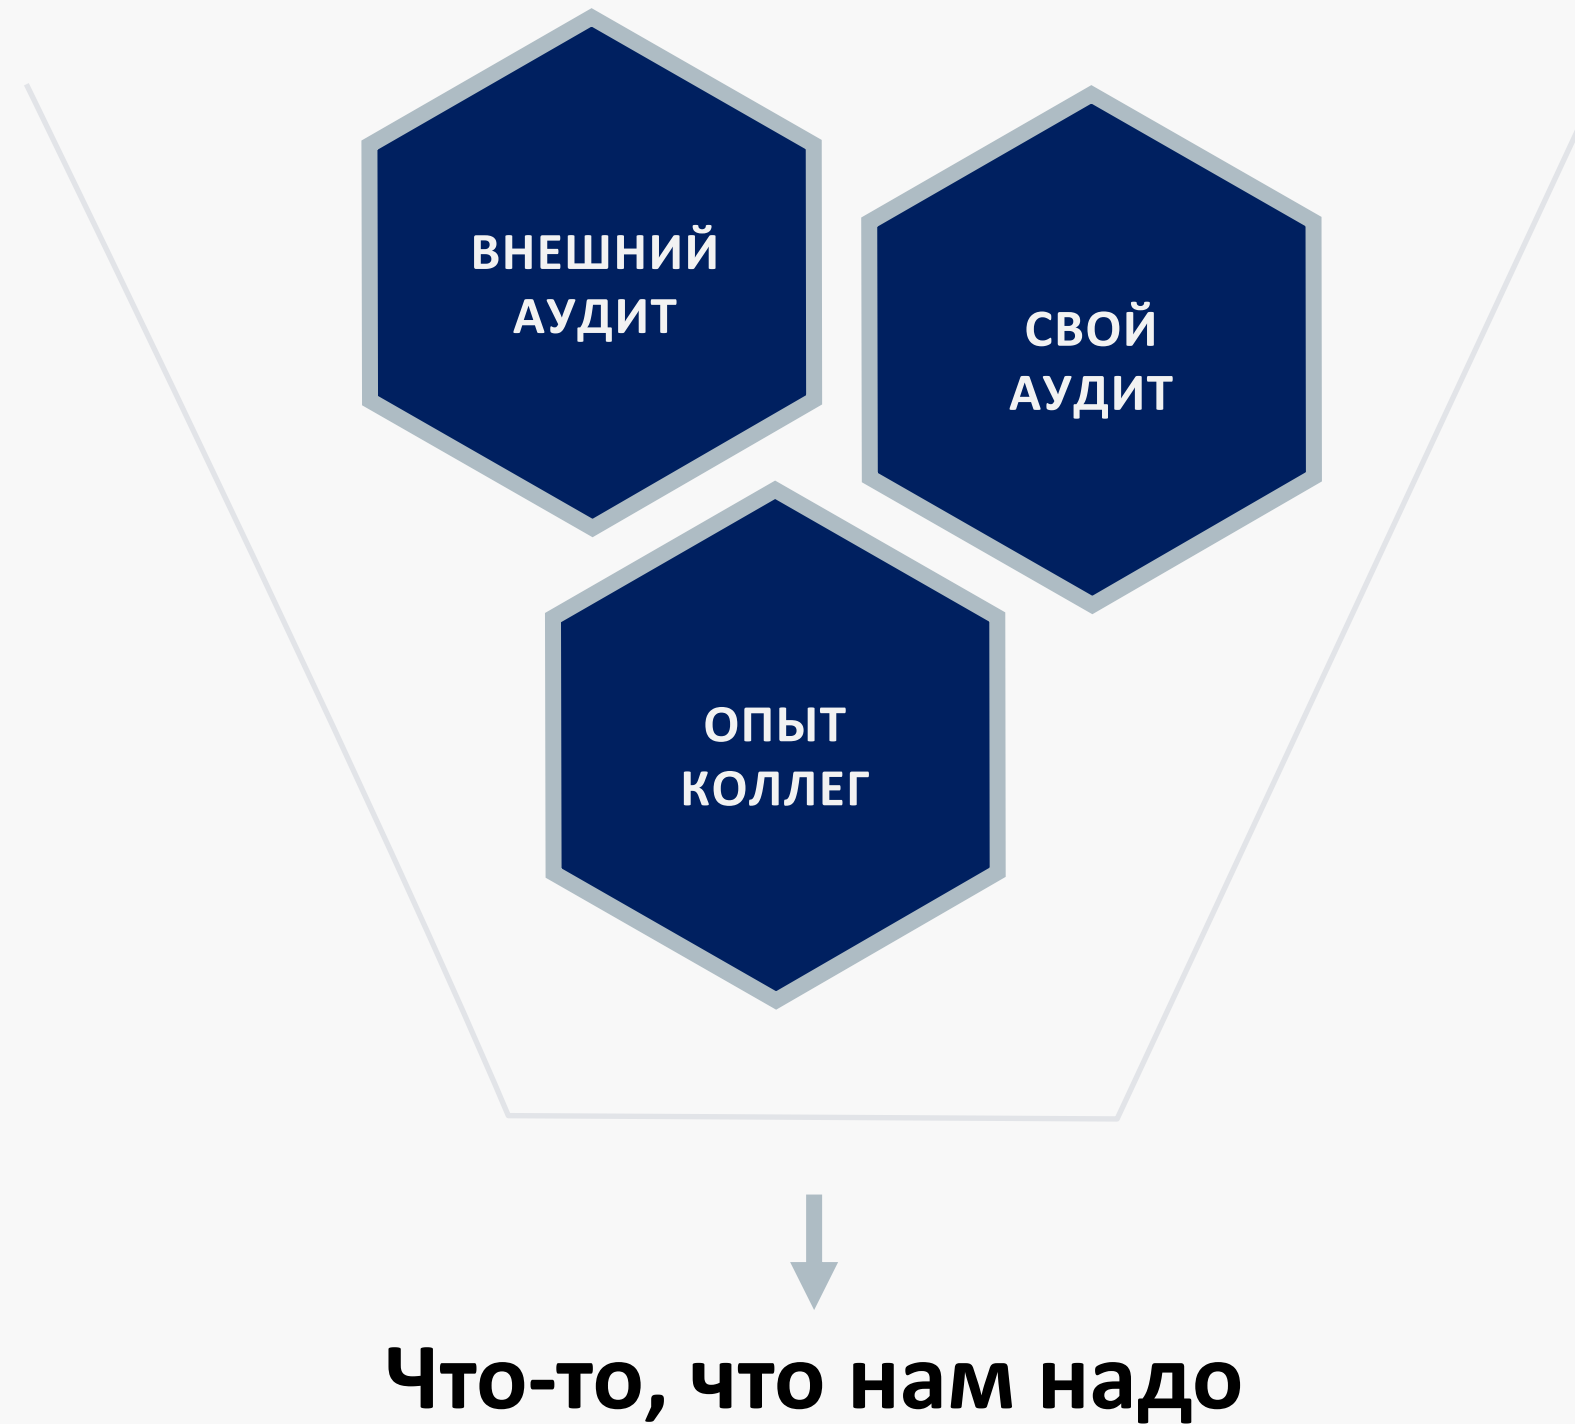 ВНЕШНИЙ
АУДИТ
СВОЙ
АУДИТ
ОПЫТ
КОЛЛЕГ
Что-то, что нам надо